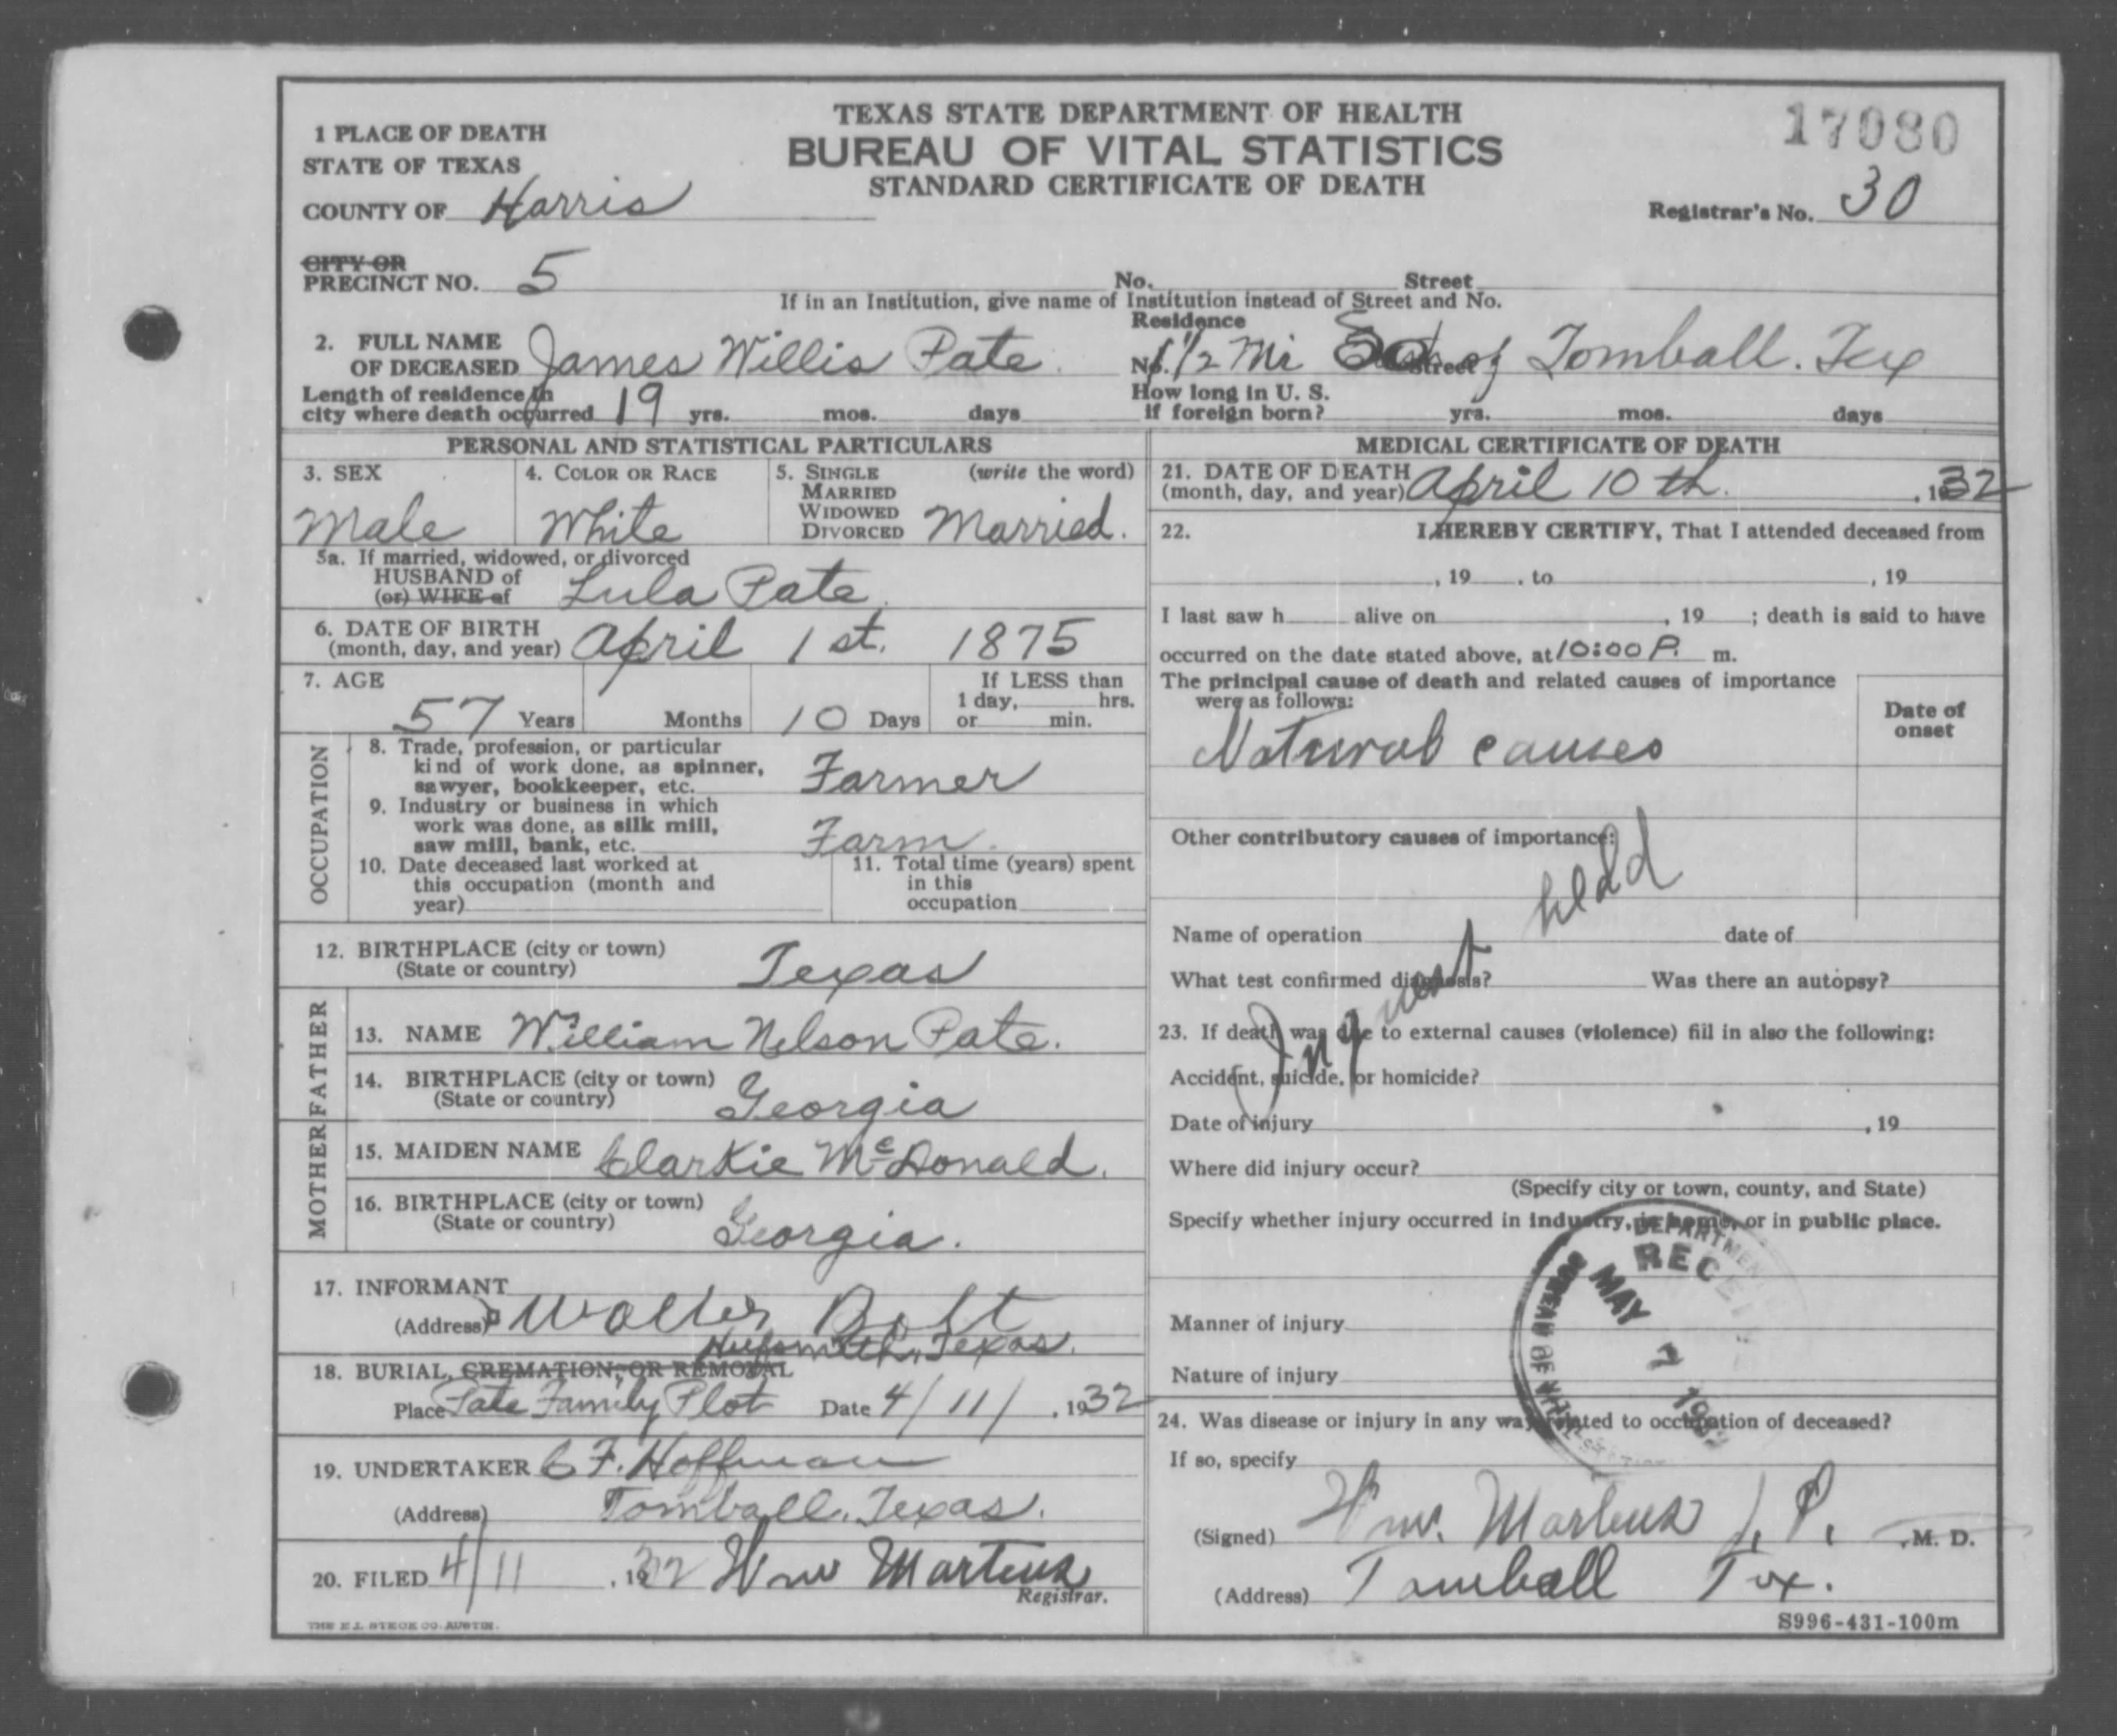 TEXAS STATE DEPARTMENT OF HEALTH
BUREAU OF VITAL STATISTICS
STANDARD CERTIFICATE OF DEATH
17080
1 PLACE OF DEATH
STATE OF TEXAS
COUNTY OF Harris
Registrar's No. 30
CITY OR
PRECINCT NO. 5 No. Street
If in an Institution, give name of Institution instead of Street and No.
Residence
2. FULL NAME
OF DECEASED James Willis Pate No. 1 1/2 Mi So Street of Tomball. Tex
Length of residence in
city where death occurred 19 yrs. mos. days
How long in U. S.
if foreign born? yrs. mos. days
PERSONAL AND STATISTICAL PARTICULARS
3. SEX
Male
4. COLOR OR RACE
White
5. SINGLE (write the word)
MARRIED
WIDOWED
DIVORCED Married.
5a. If married, widowed, or divorced
HUSBAND of
(or) WIFE of Lula Pate.
6. DATE OF BIRTH
(month, day, and year) April 1st. 1875
7. AGE
57 Years Months 10 Days
If LESS than
1 day, hrs.
or min.
OCCUPATION
8. Trade, profession, or particular
kind of work done, as spinner,
sawyer, bookkeeper, etc. Farmer
9. Industry or business in which
work was done, as silk mill,
saw mill, bank, etc. Farm.
10. Date deceased last worked at
this occupation (month and
year)
11. Total time (years) spent
in this
occupation
12. BIRTHPLACE (city or town)
(State or country) Texas
FATHER
13. NAME William Nelson Pate.
14. BIRTHPLACE (city or town)
(State or country) Georgia
MOTHER
15. MAIDEN NAME Clarkie McDonald.
16. BIRTHPLACE (city or town)
(State or country) Georgia.
17. INFORMANT
(Address) Walter Bolt
Hufsmith, Texas.
18. BURIAL, CREMATION, OR REMOVAL
Place Pate Family Plot Date 4/11/, 1932
19. UNDERTAKER C F. Hoffman
(Address) Tomball, Texas.
20. FILED 4/11, 1932 Wm Martens
Registrar.
THE E.L. STECK CO. AUSTIN.
MEDICAL CERTIFICATE OF DEATH
21. DATE OF DEATH
(month, day, and year) April 10th. , 1932
22. I HEREBY CERTIFY, That I attended deceased from
, 19 , to , 19
I last saw h alive on , 19 ; death is said to have
occurred on the date stated above, at 10:00 P. m.
The principal cause of death and related causes of importance
were as follows:
Date of
onset
Natural causes
Other contributory causes of importance:
Inquest held
Name of operation date of
What test confirmed diagnosis? Was there an autopsy?
23. If death was due to external causes (violence) fill in also the following:
Accident, suicide, or homicide?
Date of injury , 19
Where did injury occur?
(Specify city or town, county, and State)
Specify whether injury occurred in industry, in home, or in public place.
Manner of injury
Nature of injury
DEPARTMENT
RECEIVED
MAY 7 1932
BUREAU OF VITAL STATISTICS
24. Was disease or injury in any way related to occupation of deceased?
If so, specify
(Signed) Wm. Martens J. P. , M. D.
(Address) Tomball Tex.
S996-431-100m